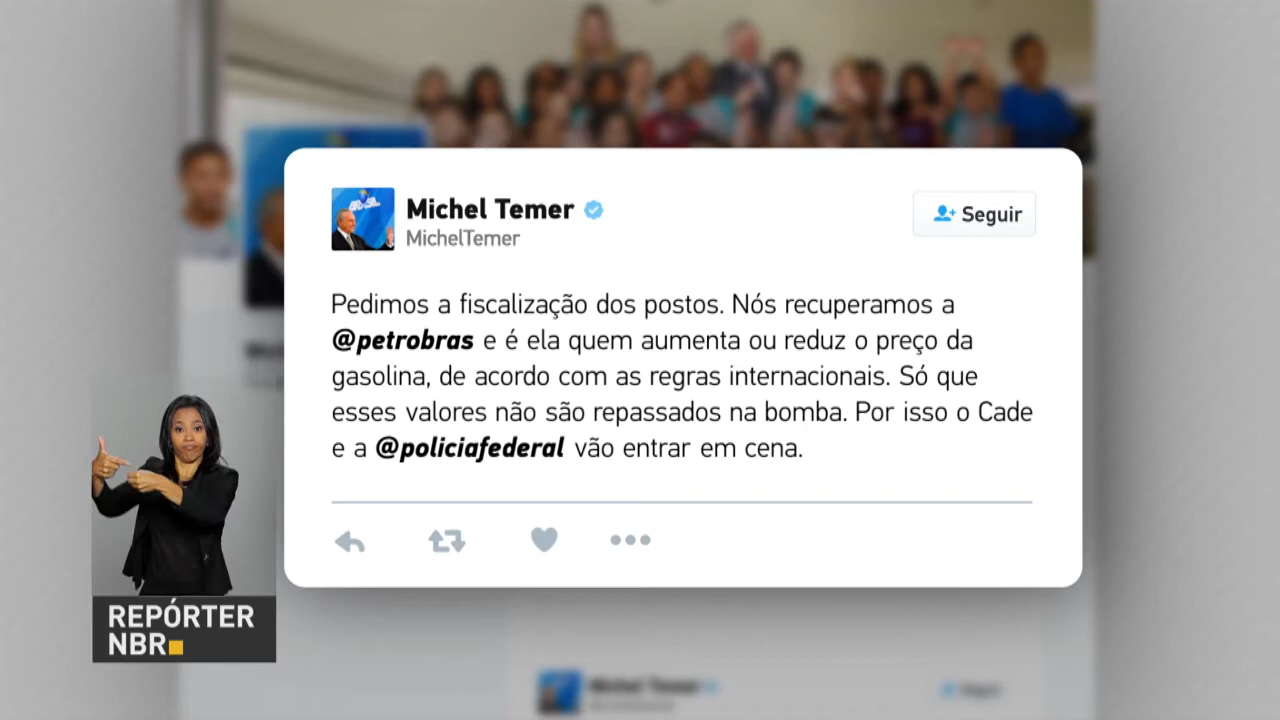 Michel Temer
MichelTemer
Seguir
Pedimos a fiscalização dos postos. Nós recuperamos a
@petrobras e é ela quem aumenta ou reduz o preço da
gasolina, de acordo com as regras internacionais. Só que
esses valores não são repassados na bomba. Por isso o Cade
e a @policiafederal vão entrar em cena.
REPÓRTER
NBR
Michel Temer